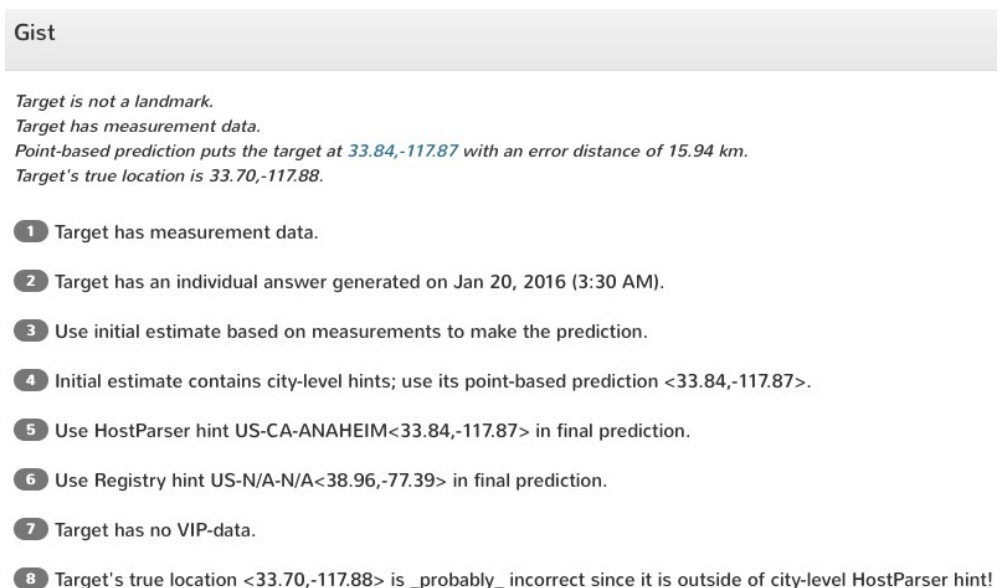 Gist
Target is not a landmark.
Target has measurement data.
Point-based prediction puts the target at 33.84,-117.87 with an error distance of 15.94 km.
Target's true location is 33.70,-117.88.
1 Target has measurement data.
2 Target has an individual answer generated on Jan 20, 2016 (3:30 AM).
3 Use initial estimate based on measurements to make the prediction.
4 Initial estimate contains city-level hints; use its point-based prediction <33.84,-117.87>.
5 Use HostParser hint US-CA-ANAHEIM<33.84,-117.87> in final prediction.
6 Use Registry hint US-N/A-N/A<38.96,-77.39> in final prediction.
7 Target has no VIP-data.
8 Target's true location <33.70,-117.88> is _probably_ incorrect since it is outside of city-level HostParser hint!